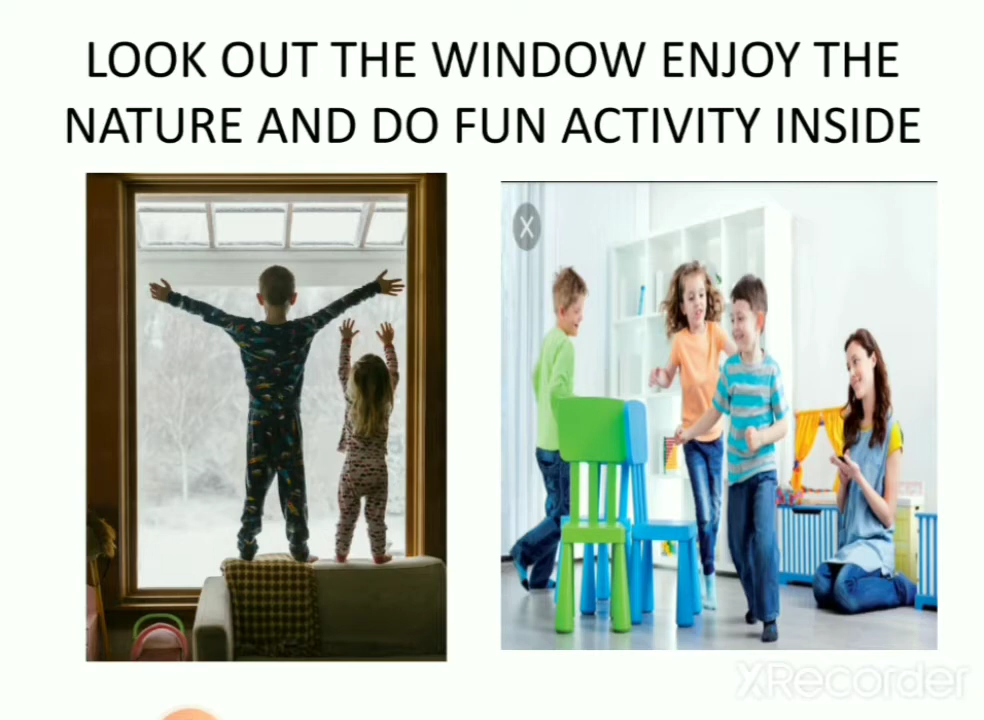 LOOK OUT THE WINDOW ENJOY THE
NATURE AND DO FUN ACTIVITY INSIDE
X
XRecorder